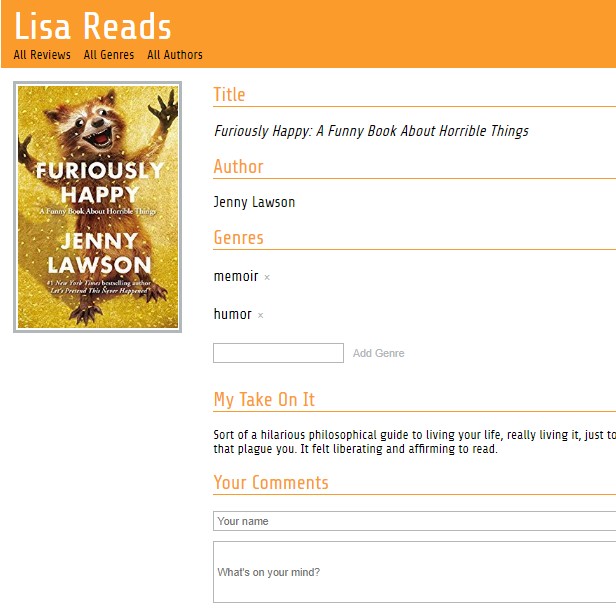 Lisa Reads
All Reviews All Genres All Authors
FURIOUSLY
HAPPY
A Funny Book About Horrible Things
JENNY
LAWSON
#1 New York Times bestselling author
Let's Pretend This Never Happened
Title
Furiously Happy: A Funny Book About Horrible Things
Author
Jenny Lawson
Genres
memoir ×
humor ×
Add Genre
My Take On It
Sort of a hilarious philosophical guide to living your life, really living it, just to
that plague you. It felt liberating and affirming to read.
Your Comments
Your name
What's on your mind?